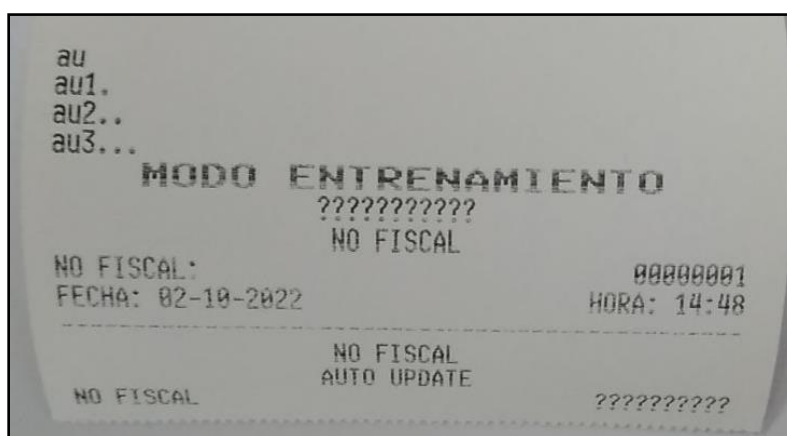 au
au1.
au2..
au3...
MODO ENTRENAMIENTO
???????????
NO FISCAL
NO FISCAL: 00000001
FECHA: 02-10-2022 HORA: 14:48
NO FISCAL
AUTO UPDATE
NO FISCAL ??????????